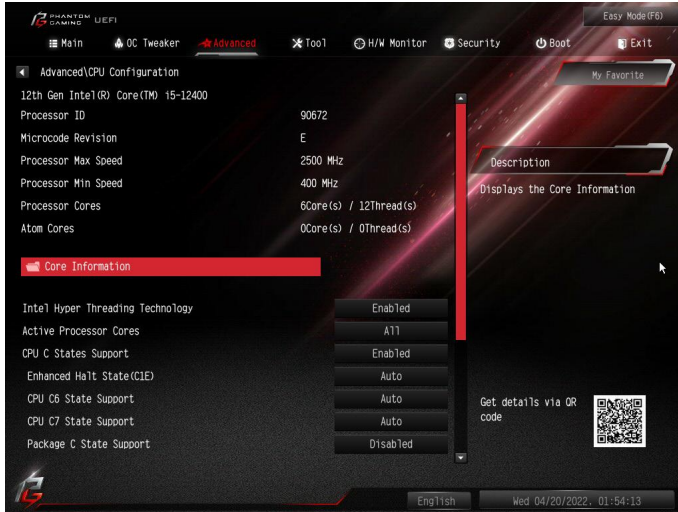 PHANTOM GAMING UEFI
Easy Mode(F6)
Main OC Tweaker Advanced Tool H/W Monitor Security Boot Exit
Advanced\CPU Configuration
My Favorite
12th Gen Intel(R) Core(TM) i5-12400
Processor ID 90672
Microcode Revision E
Processor Max Speed 2500 MHz
Processor Min Speed 400 MHz
Processor Cores 6Core(s) / 12Thread(s)
Atom Cores 0Core(s) / 0Thread(s)
Core Information
Intel Hyper Threading Technology Enabled
Active Processor Cores All
CPU C States Support Enabled
Enhanced Halt State(C1E) Auto
CPU C6 State Support Auto
CPU C7 State Support Auto
Package C State Support Disabled
Description
Displays the Core Information
Get details via QR
code
English
Wed 04/20/2022. 01:54:13